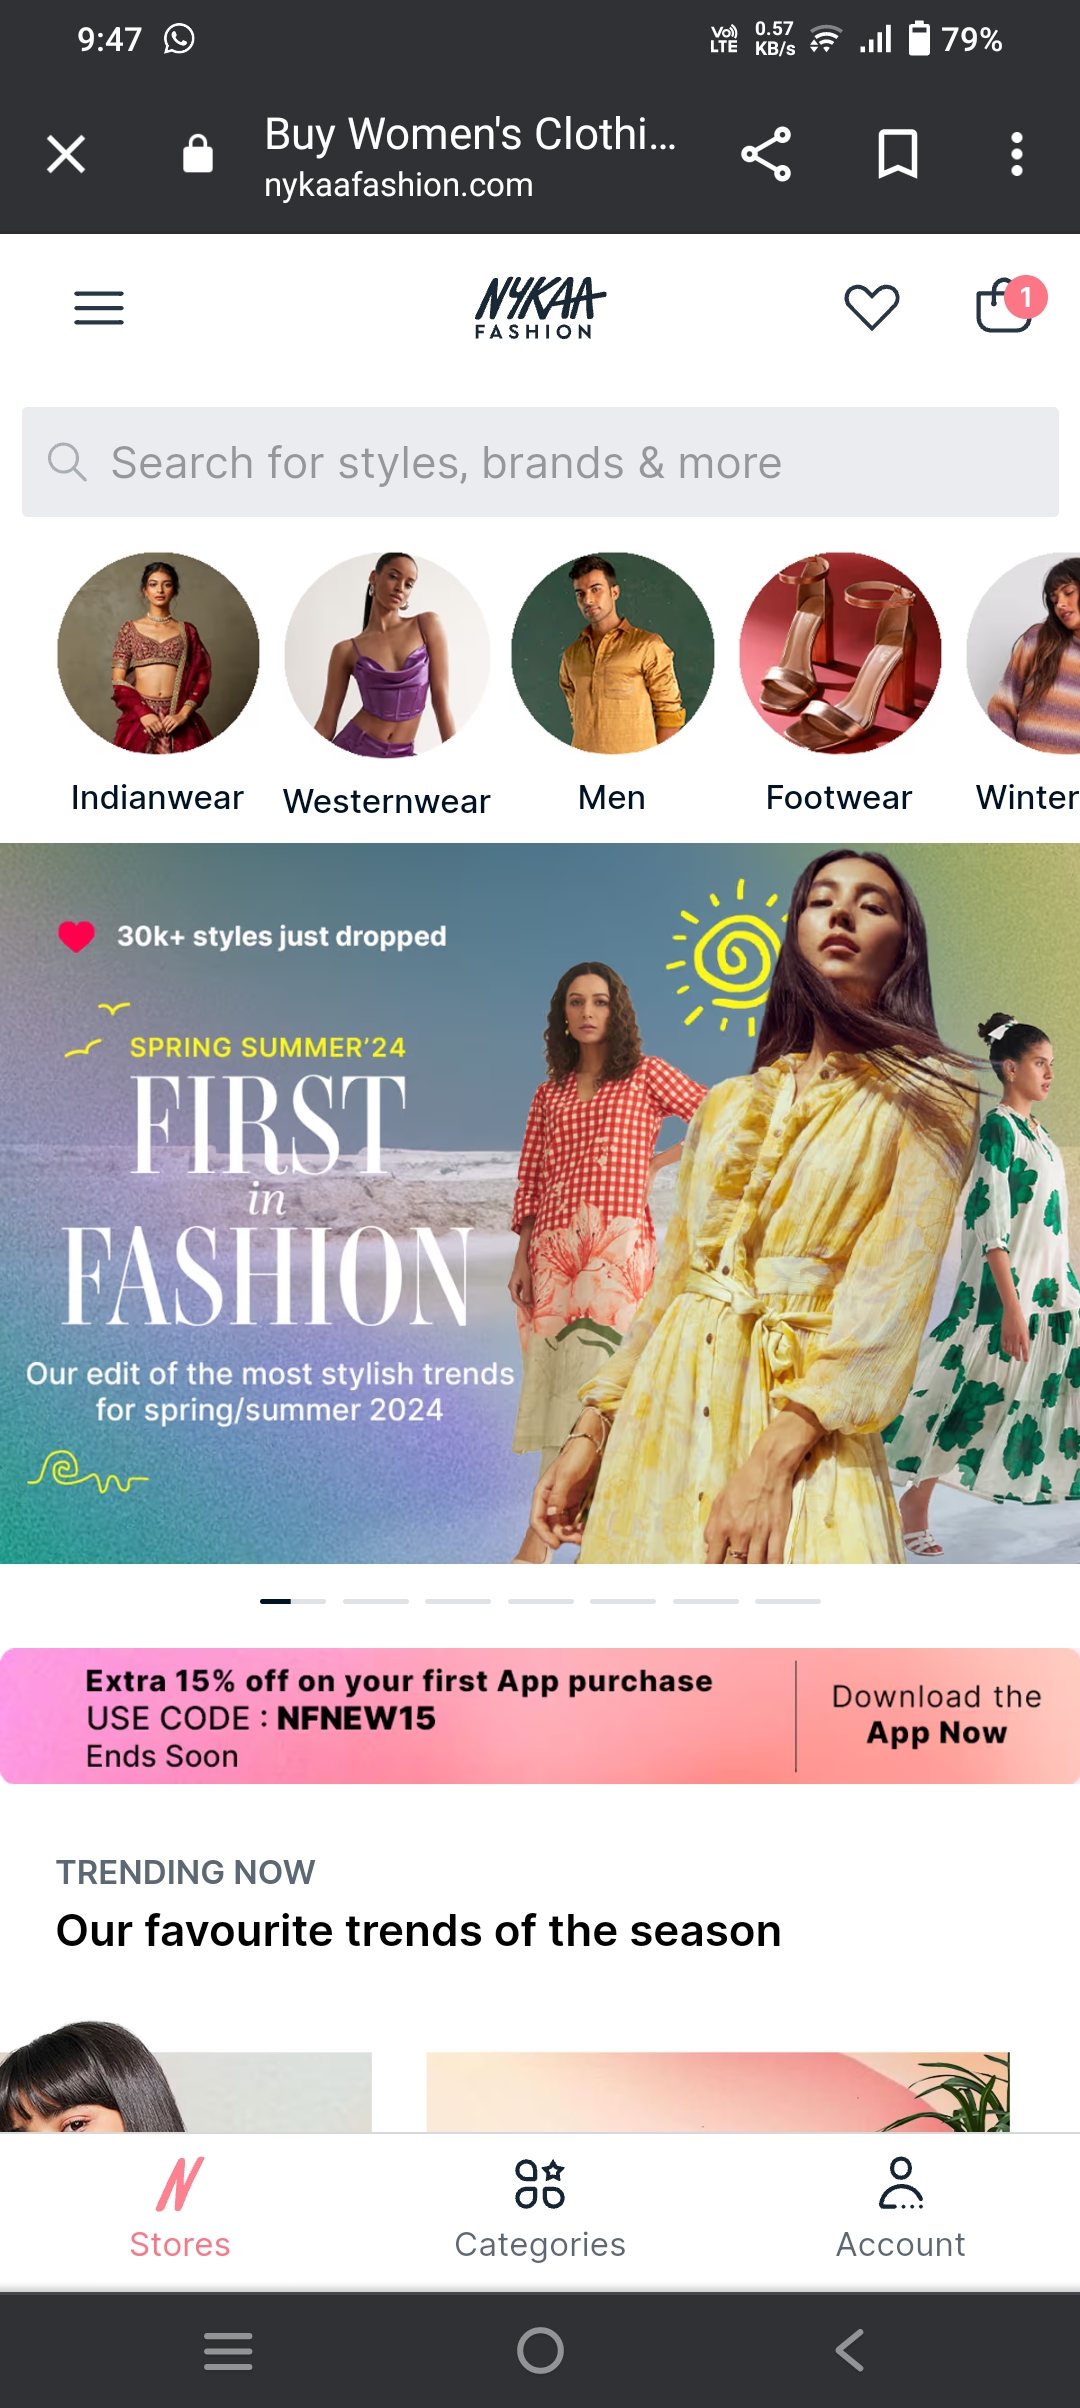 9:47
Vo))
LTE
0.57
KB/s
79%
Buy Women's Clothi...
nykaafashion.com
NYKAA
FASHION
1
Search for styles, brands & more
Indianwear
Westernwear
Men
Footwear
Winter
30k+ styles just dropped
SPRING SUMMER'24
FIRST
in
FASHION
Our edit of the most stylish trends
for spring/summer 2024
Extra 15% off on your first App purchase
USE CODE : NFNEW15
Ends Soon
Download the
App Now
TRENDING NOW
Our favourite trends of the season
N
Stores
Categories
Account